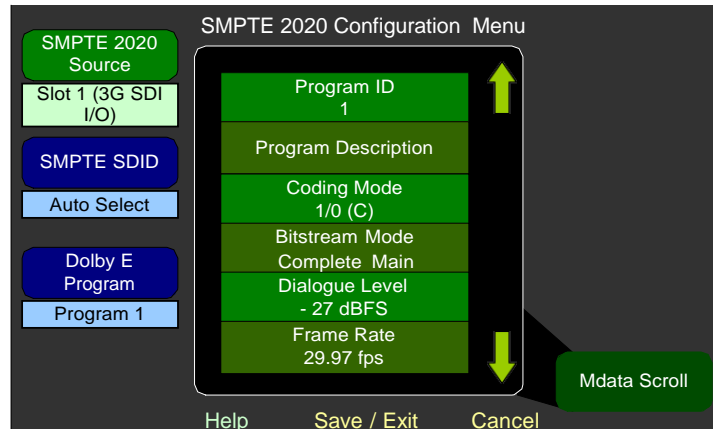 SMPTE 2020 Configuration Menu
SMPTE 2020
Source
Slot 1 (3G SDI
I/O)
SMPTE SDID
Auto Select
Dolby E
Program
Program 1
Program ID
1
Program Description
Coding Mode
1/0 (C)
Bitstream Mode
Complete Main
Dialogue Level
- 27 dBFS
Frame Rate
29.97 fps
Mdata Scroll
Help
Save / Exit
Cancel